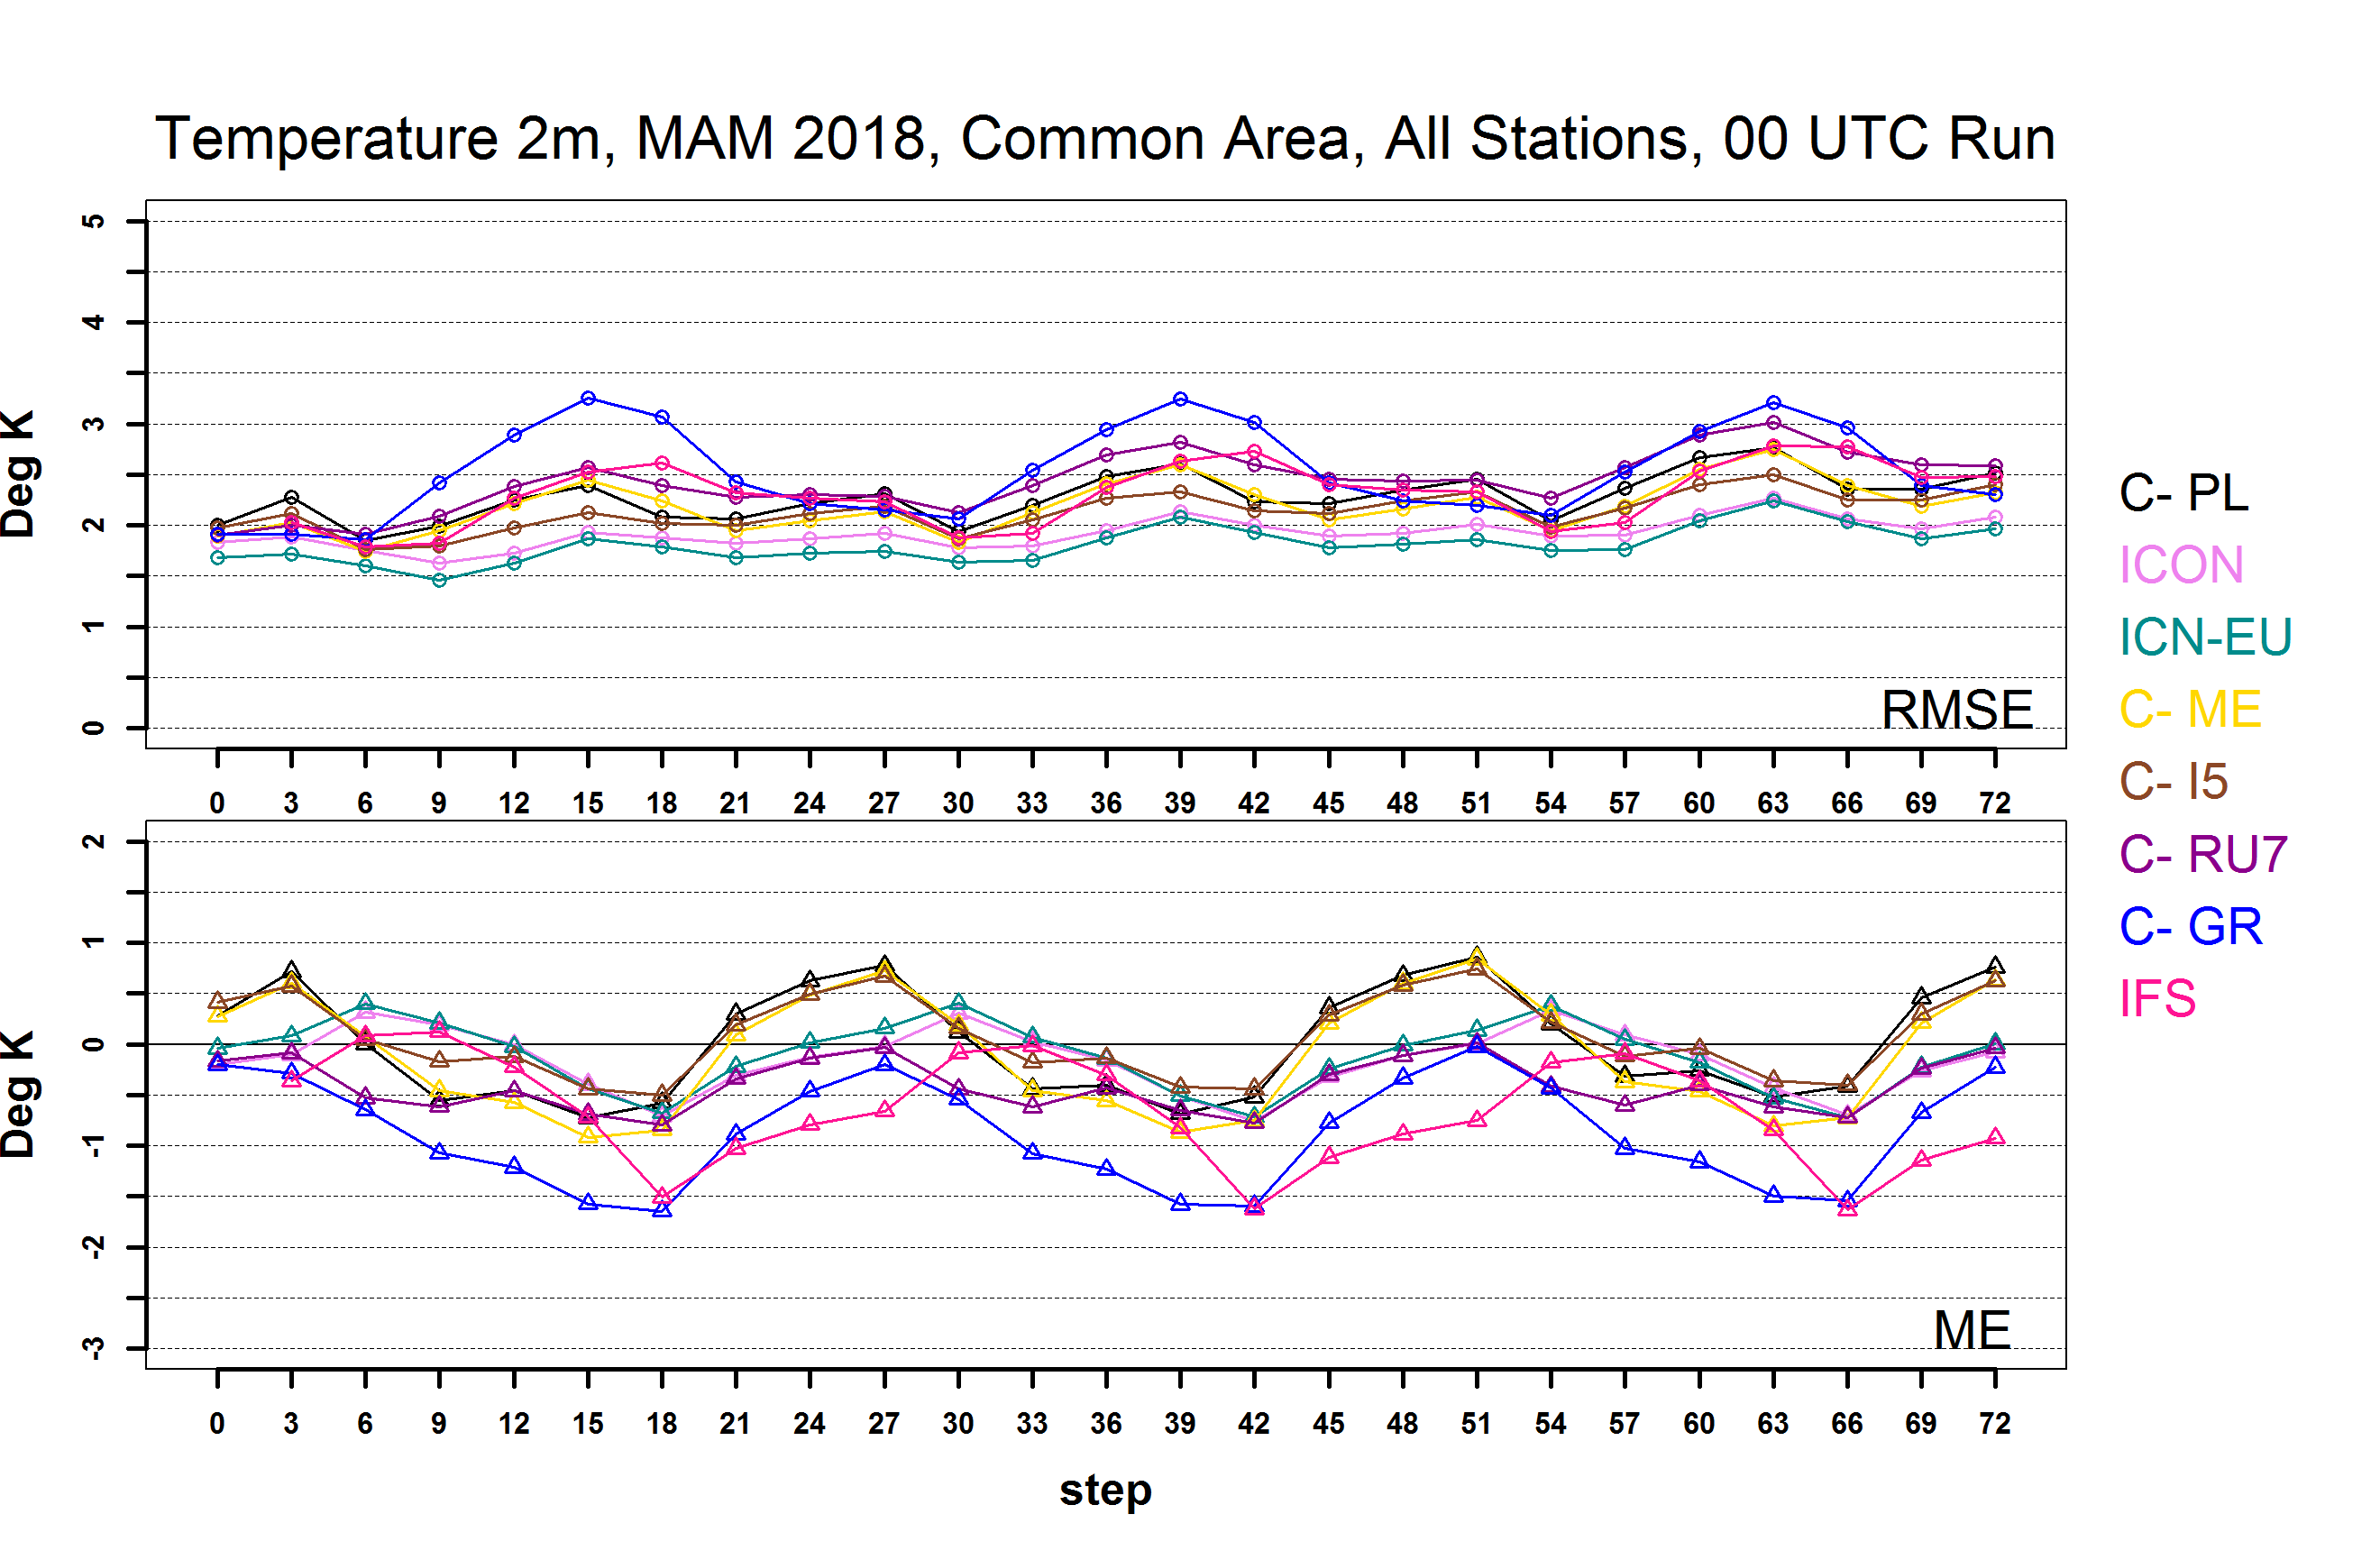 Temperature 2m, MAM 2018, Common Area, All Stations, 00 UTC Run
Deg K
5
4
3
2
1
0
RMSE
0 3 6 9 12 15 18 21 24 27 30 33 36 39 42 45 48 51 54 57 60 63 66 69 72
Deg K
2
1
0
-1
-2
-3
ME
0 3 6 9 12 15 18 21 24 27 30 33 36 39 42 45 48 51 54 57 60 63 66 69 72
step
C- PL
ICON
ICN-EU
C- ME
C- I5
C- RU7
C- GR
IFS